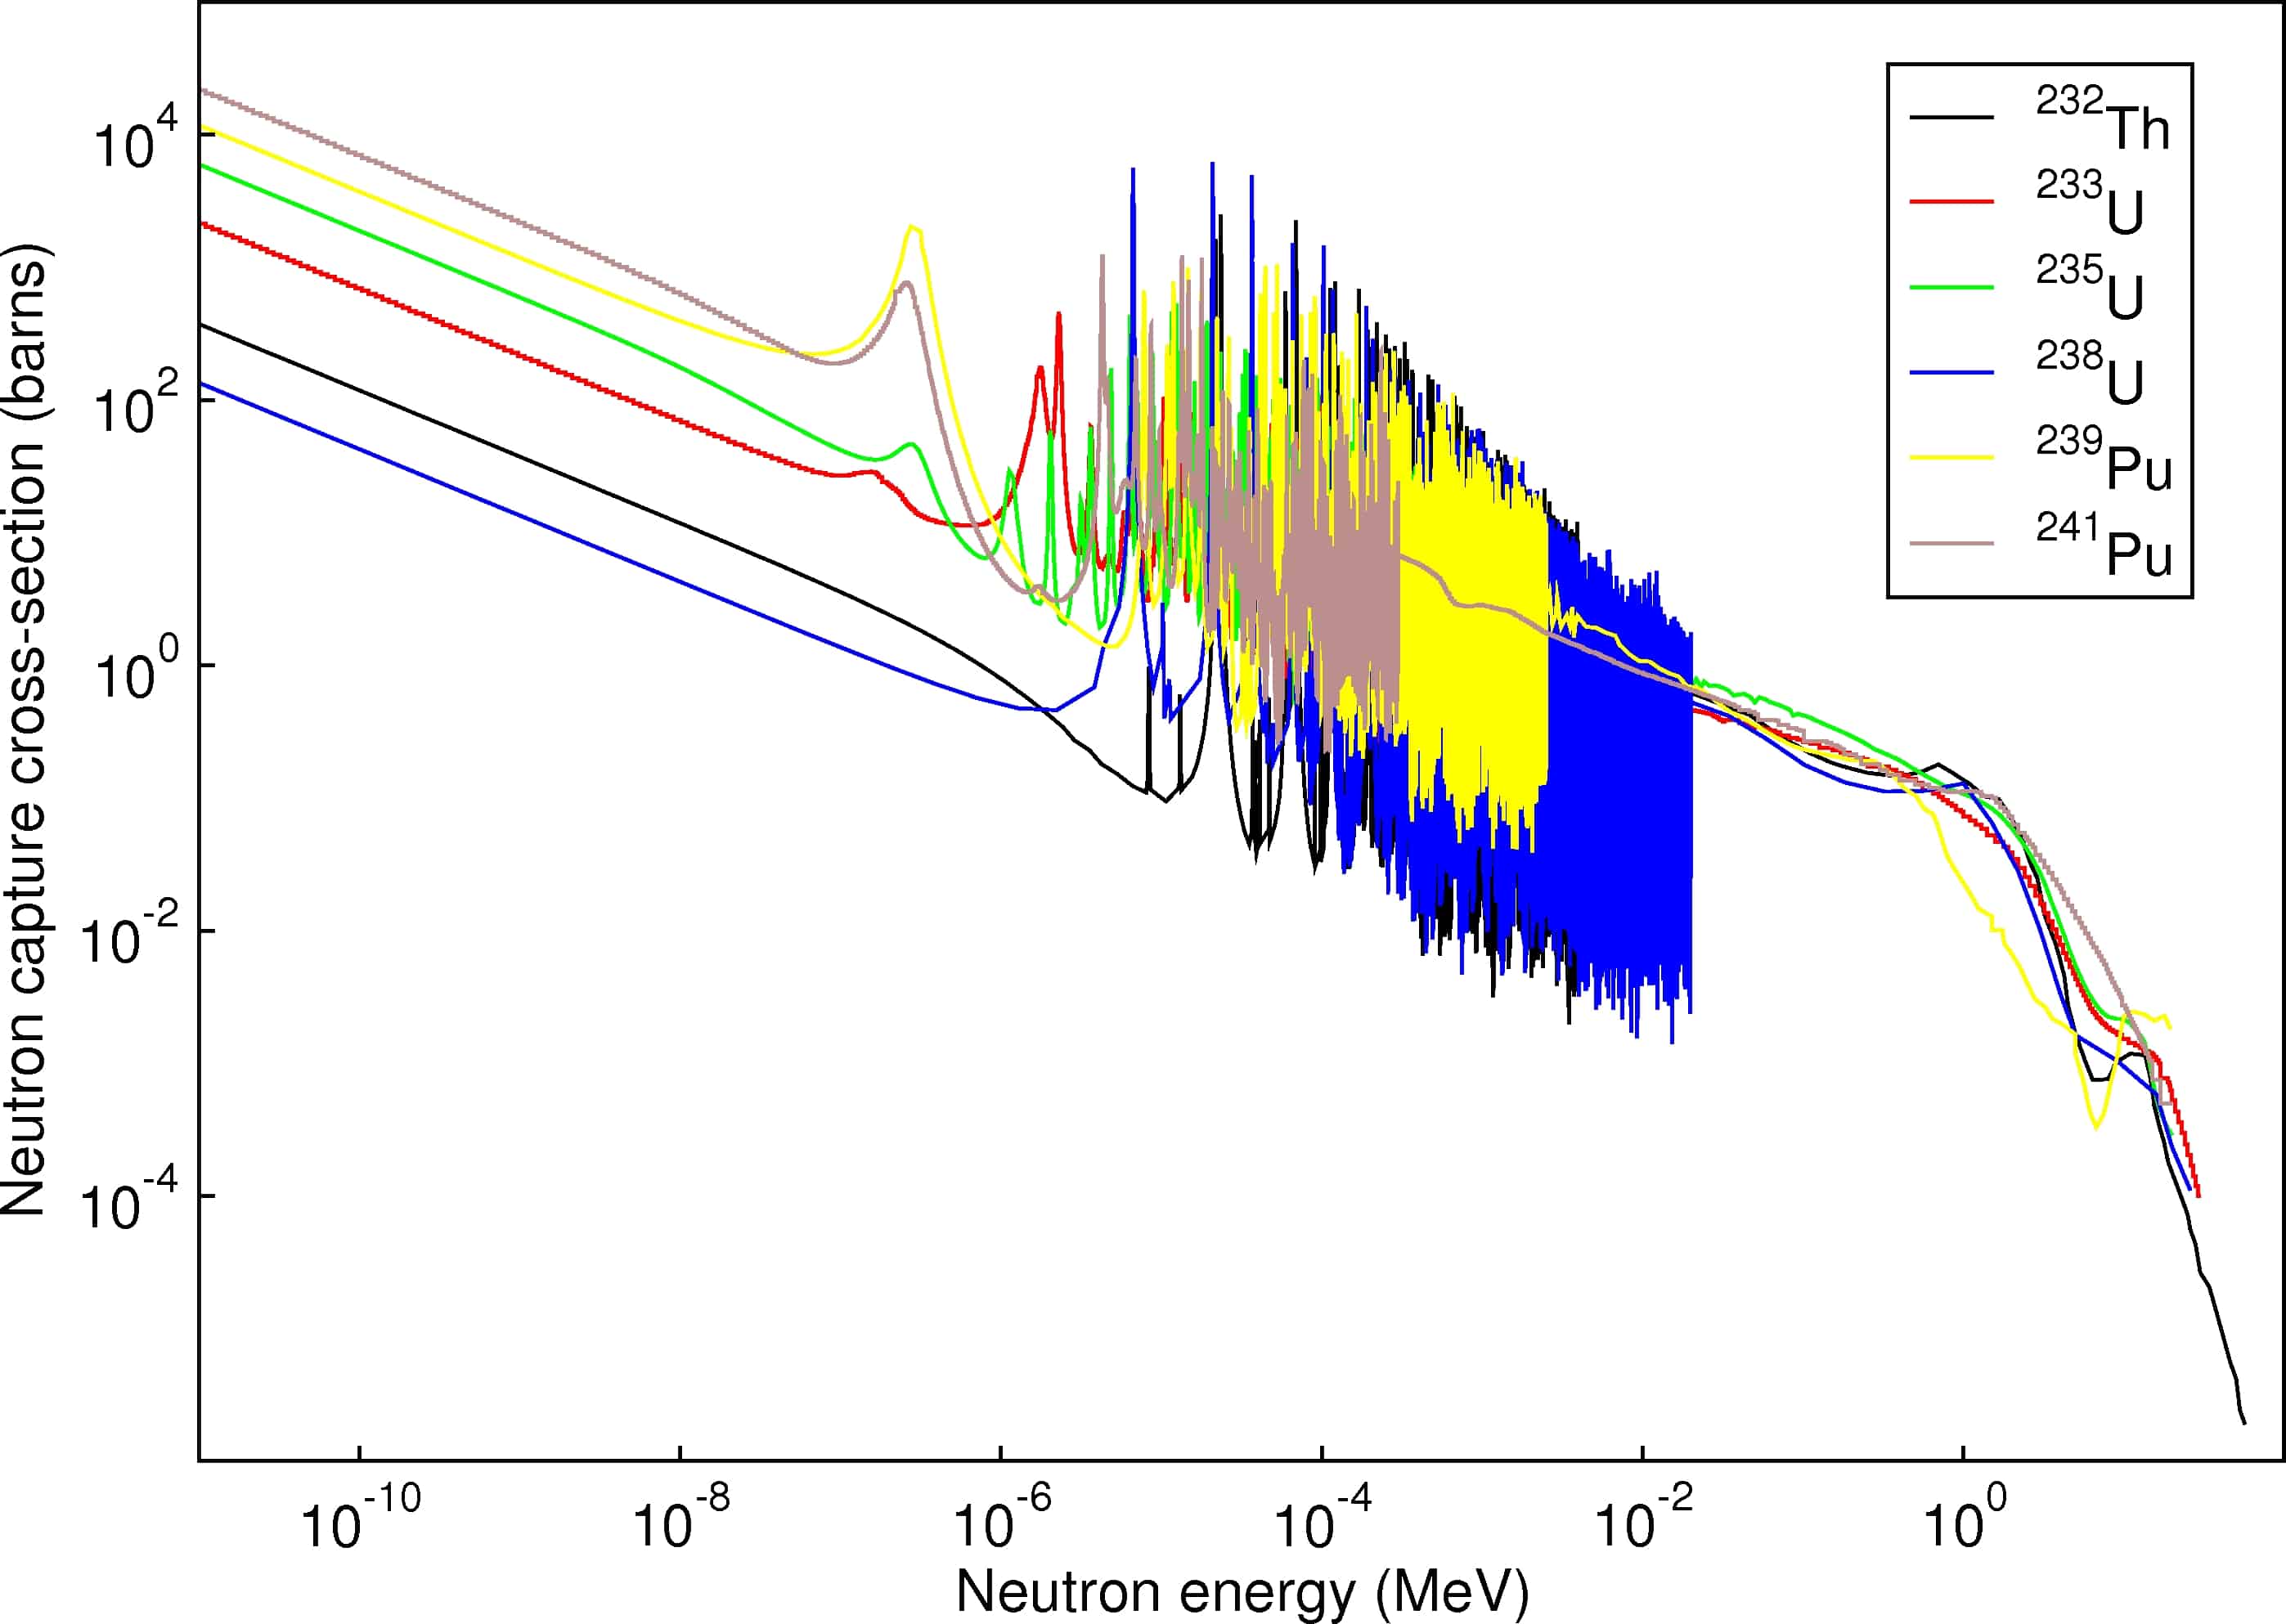 Neutron capture cross-section (barns)
10^4
10^2
10^0
10^-2
10^-4
232Th
233U
235U
238U
239Pu
241Pu
10^-10 10^-8 10^-6 10^-4 10^-2 10^0
Neutron energy (MeV)